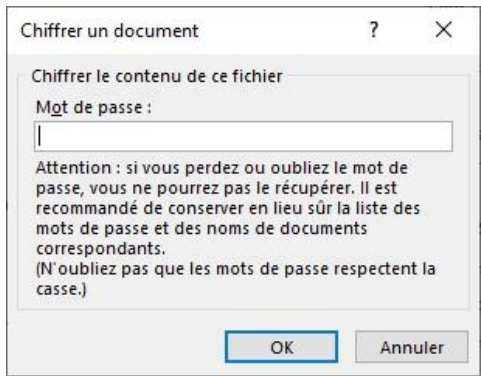 Chiffrer un document ? ×
Chiffrer le contenu de ce fichier
Mot de passe :
Attention : si vous perdez ou oubliez le mot de
passe, vous ne pourrez pas le récupérer. Il est
recommandé de conserver en lieu sûr la liste des
mots de passe et des noms de documents
correspondants.
(N'oubliez pas que les mots de passe respectent la
casse.)
OK Annuler